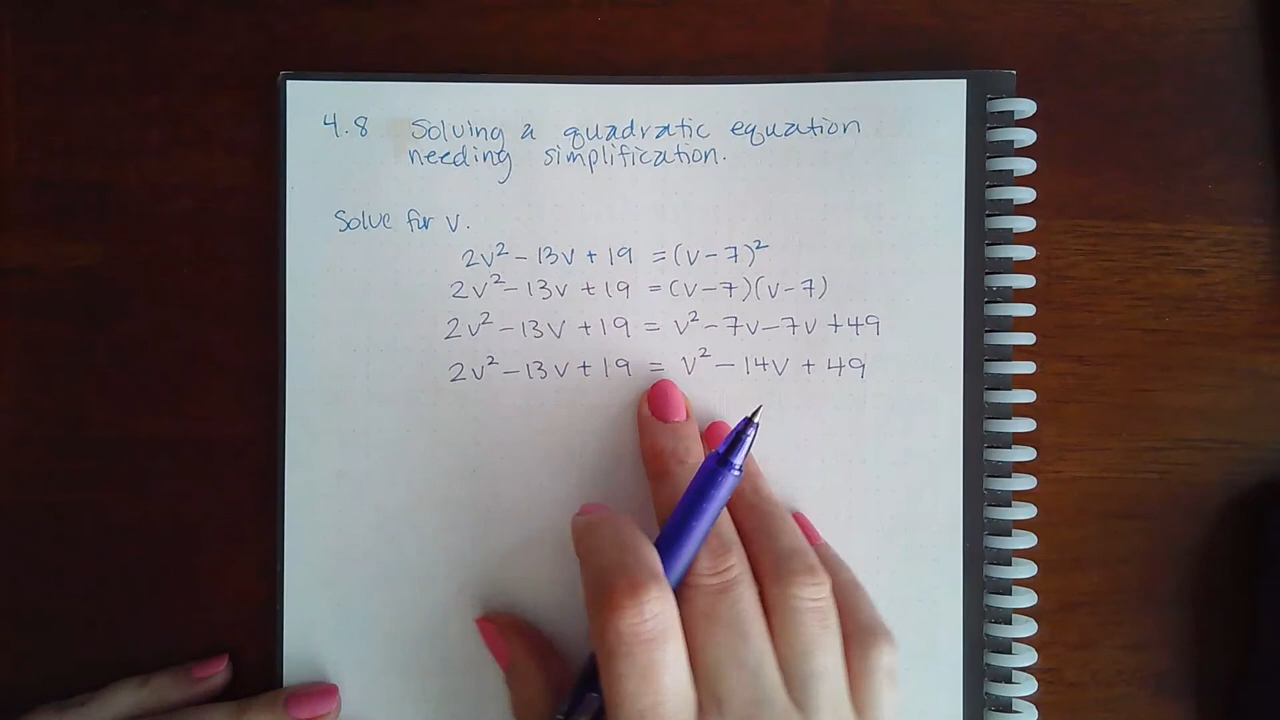 4.8 Solving a quadratic equation
needing simplification.
Solve for v.
2v² - 13v + 19 = (v - 7)²
2v² - 13v + 19 = (v - 7)(v - 7)
2v² - 13v + 19 = v² - 7v - 7v + 49
2v² - 13v + 19 = v² - 14v + 49